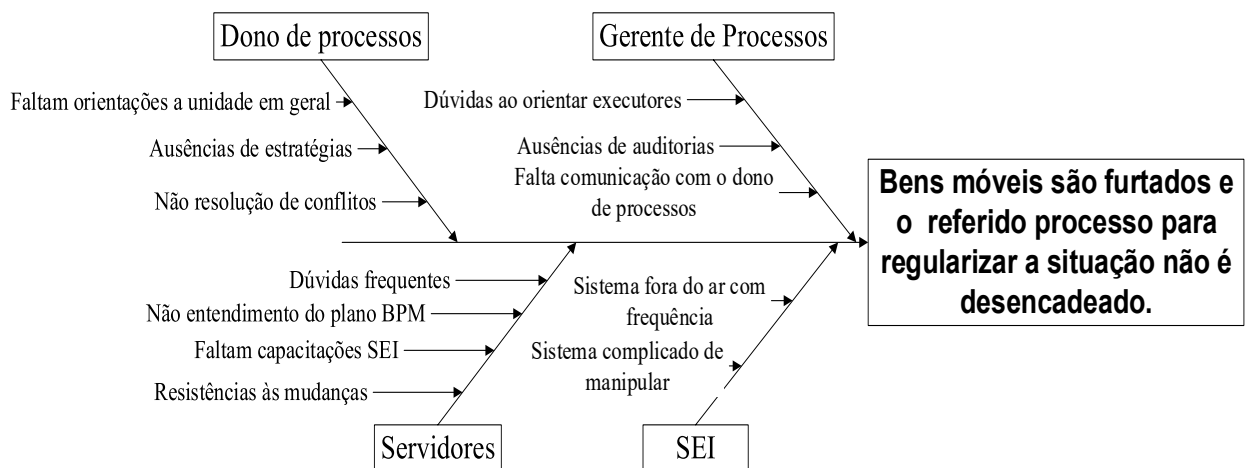 Dono de processos
Gerente de Processos
Faltam orientações a unidade em geral
Ausências de estratégias
Não resolução de conflitos
Dúvidas ao orientar executores
Ausências de auditorias
Falta comunicação com o dono
de processos
Bens móveis são furtados e
o referido processo para
regularizar a situação não é
desencadeado.
Dúvidas frequentes
Não entendimento do plano BPM
Faltam capacitações SEI
Resistências às mudanças
Sistema fora do ar com
frequência
Sistema complicado de
manipular
Servidores
SEI